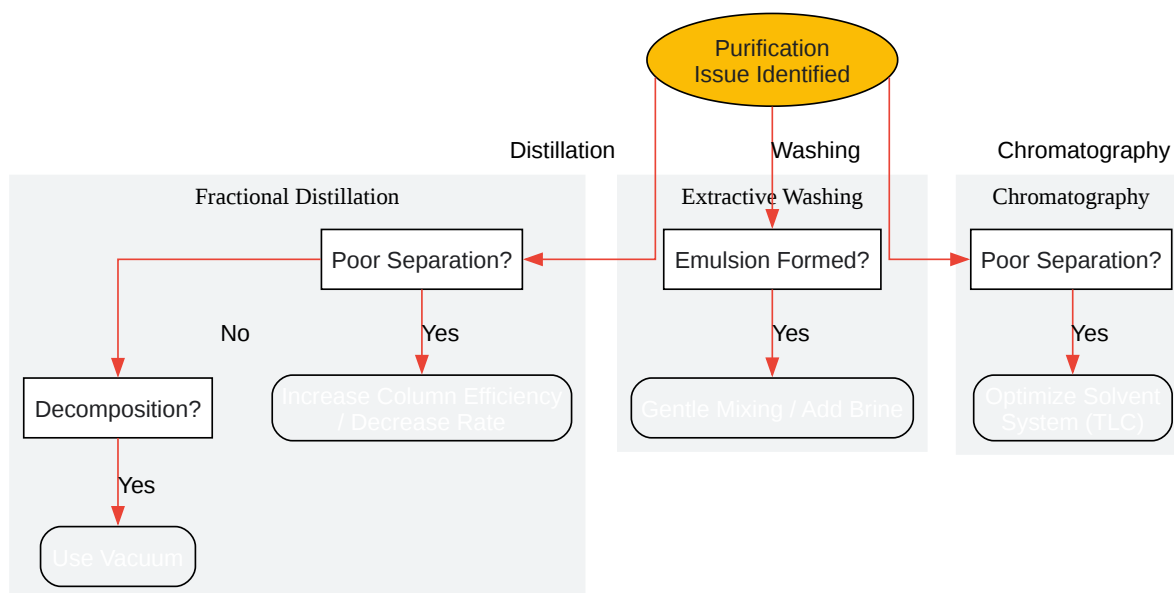 Purification
Issue Identified
Distillation
Washing
Chromatography
Fractional Distillation
Extractive Washing
Chromatography
Poor Separation?
Emulsion Formed?
Poor Separation?
No
Yes
Yes
Yes
Decomposition?
Increase Column Efficiency
/ Decrease Rate
Gentle Mixing / Add Brine
Optimize Solvent
System (TLC)
Yes
Use Vacuum